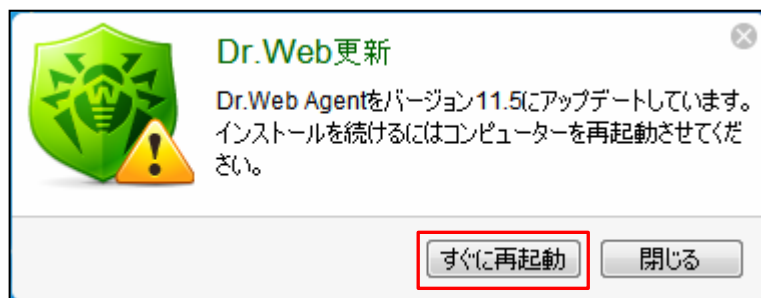 Dr.Web更新
Dr.Web Agentをバージョン11.5にアップデートしています。
インストールを続けるにはコンピューターを再起動させてくだ
さい。
すぐに再起動
閉じる